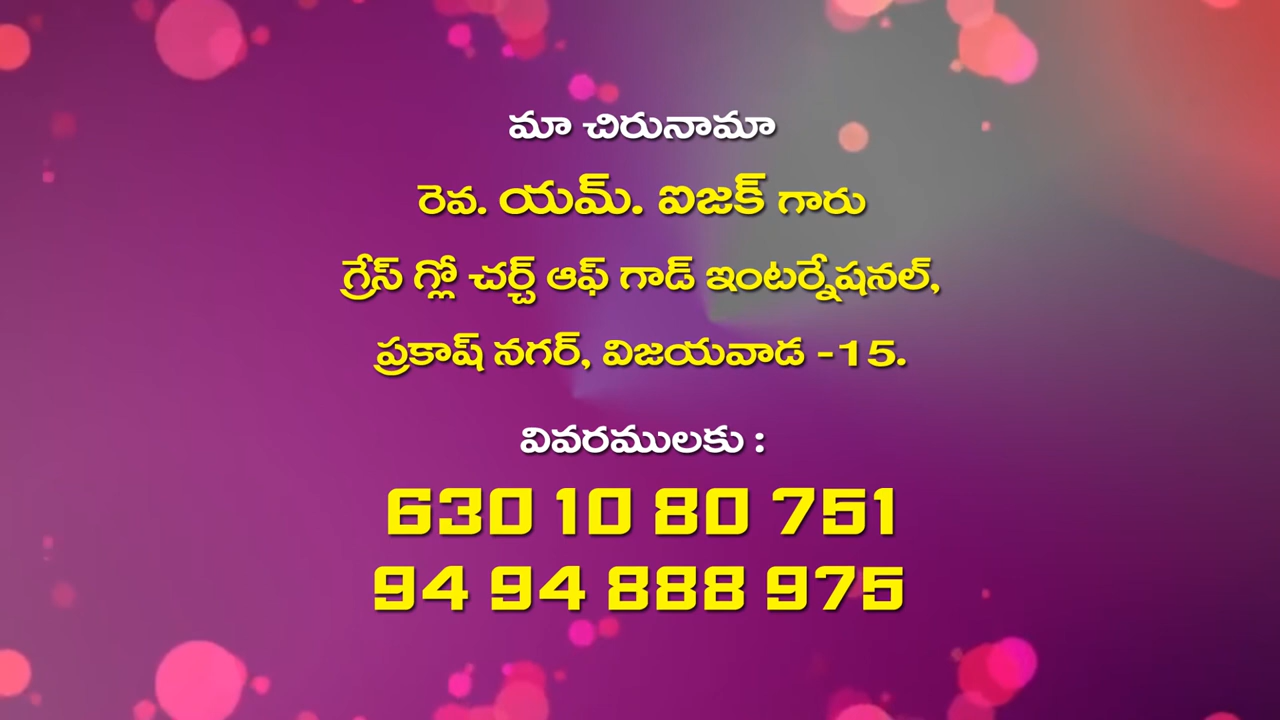 మా చిరునామా
రెవ. యమ్. ఐజక్ గారు
గ్రేస్ గ్లో చర్చ్ ఆఫ్ గాడ్ ఇంటర్నేషనల్,
ప్రకాష్ నగర్, విజయవాడ -15.
వివరములకు :
630 10 80 751
94 94 888 975